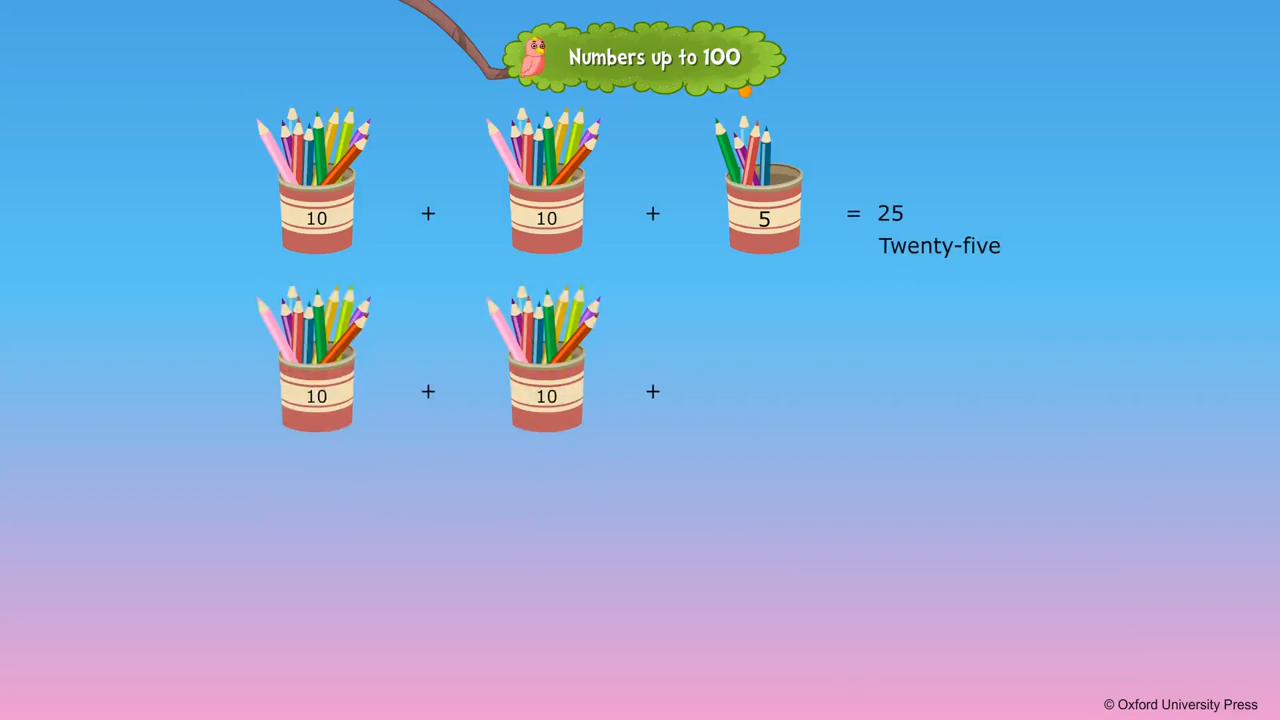 Numbers up to 100
10 + 10 + 5 = 25
Twenty-five
10 + 10 +
© Oxford University Press